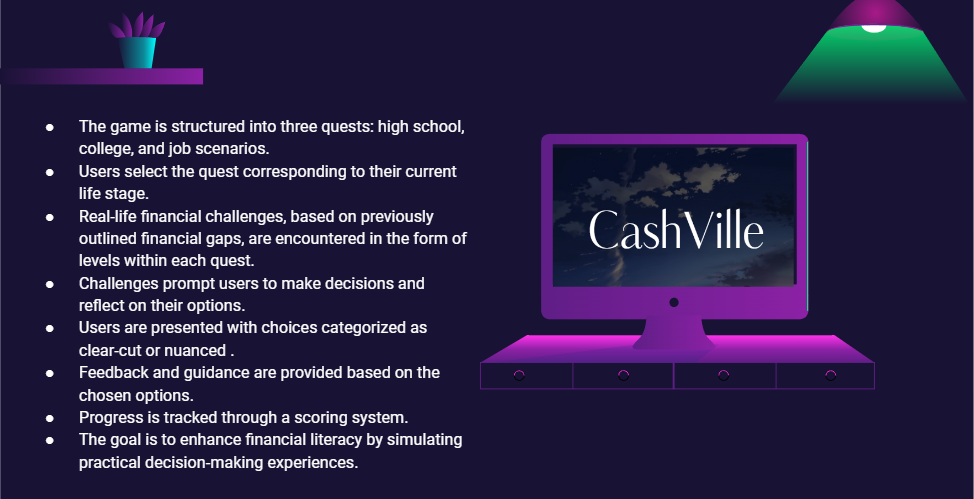 ● The game is structured into three quests: high school,
college, and job scenarios.
● Users select the quest corresponding to their current
life stage.
● Real-life financial challenges, based on previously
outlined financial gaps, are encountered in the form of
levels within each quest.
● Challenges prompt users to make decisions and
reflect on their options.
● Users are presented with choices categorized as
clear-cut or nuanced .
● Feedback and guidance are provided based on the
chosen options.
● Progress is tracked through a scoring system.
● The goal is to enhance financial literacy by simulating
practical decision-making experiences.
CashVille